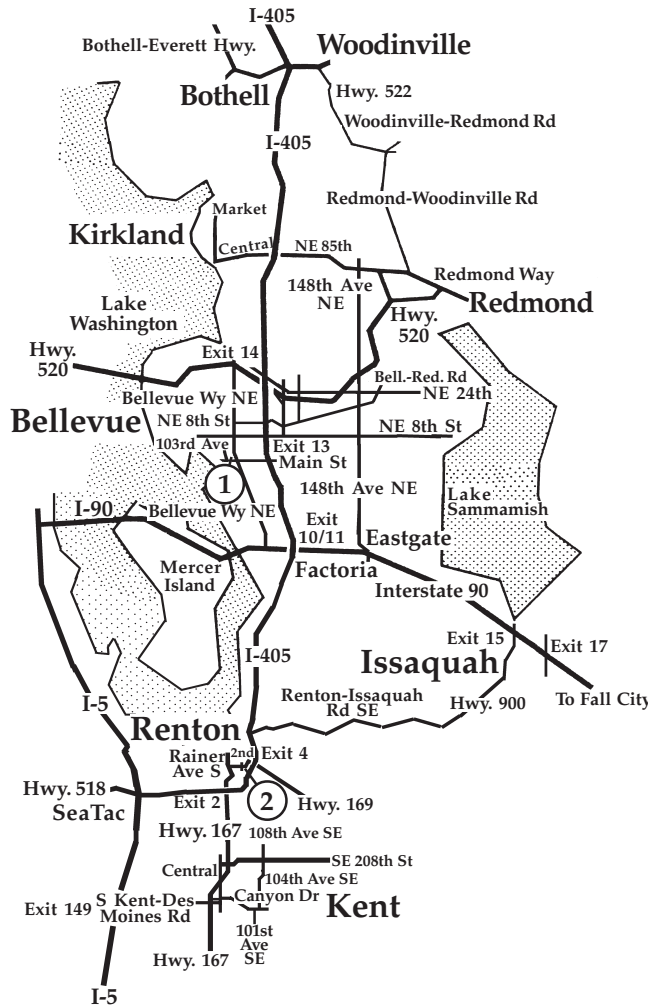 I-405
Bothell-Everett Hwy.
Woodinville
Bothell
Hwy. 522
Woodinville-Redmond Rd
I-405
Redmond-Woodinville Rd
Market
Kirkland
Central
NE 85th
Redmond Way
148th Ave
NE
Redmond
Lake
Washington
Hwy.
520
Hwy.
520
Exit 14
Bell.-Red. Rd
Bellevue Wy NE
NE 24th
Bellevue
NE 8th St
NE 8th St
103rd Ave
Exit 13
Main St
1
148th Ave NE
Lake
Sammamish
I-90
Bellevue Wy NE
Exit
10/11
Eastgate
Mercer
Island
Factoria
Interstate 90
Exit 15
Exit 17
I-405
Issaquah
Renton-Issaquah
Rd SE
Hwy. 900
To Fall City
I-5
Renton
Rainer
Ave S
2nd
Exit 4
Hwy. 518
SeaTac
Exit 2
2
Hwy. 169
Hwy. 167
108th Ave SE
Central
SE 208th St
104th Ave SE
S Kent-Des
Moines Rd
Exit 149
Canyon Dr
Kent
101st
Ave
SE
Hwy. 167
I-5